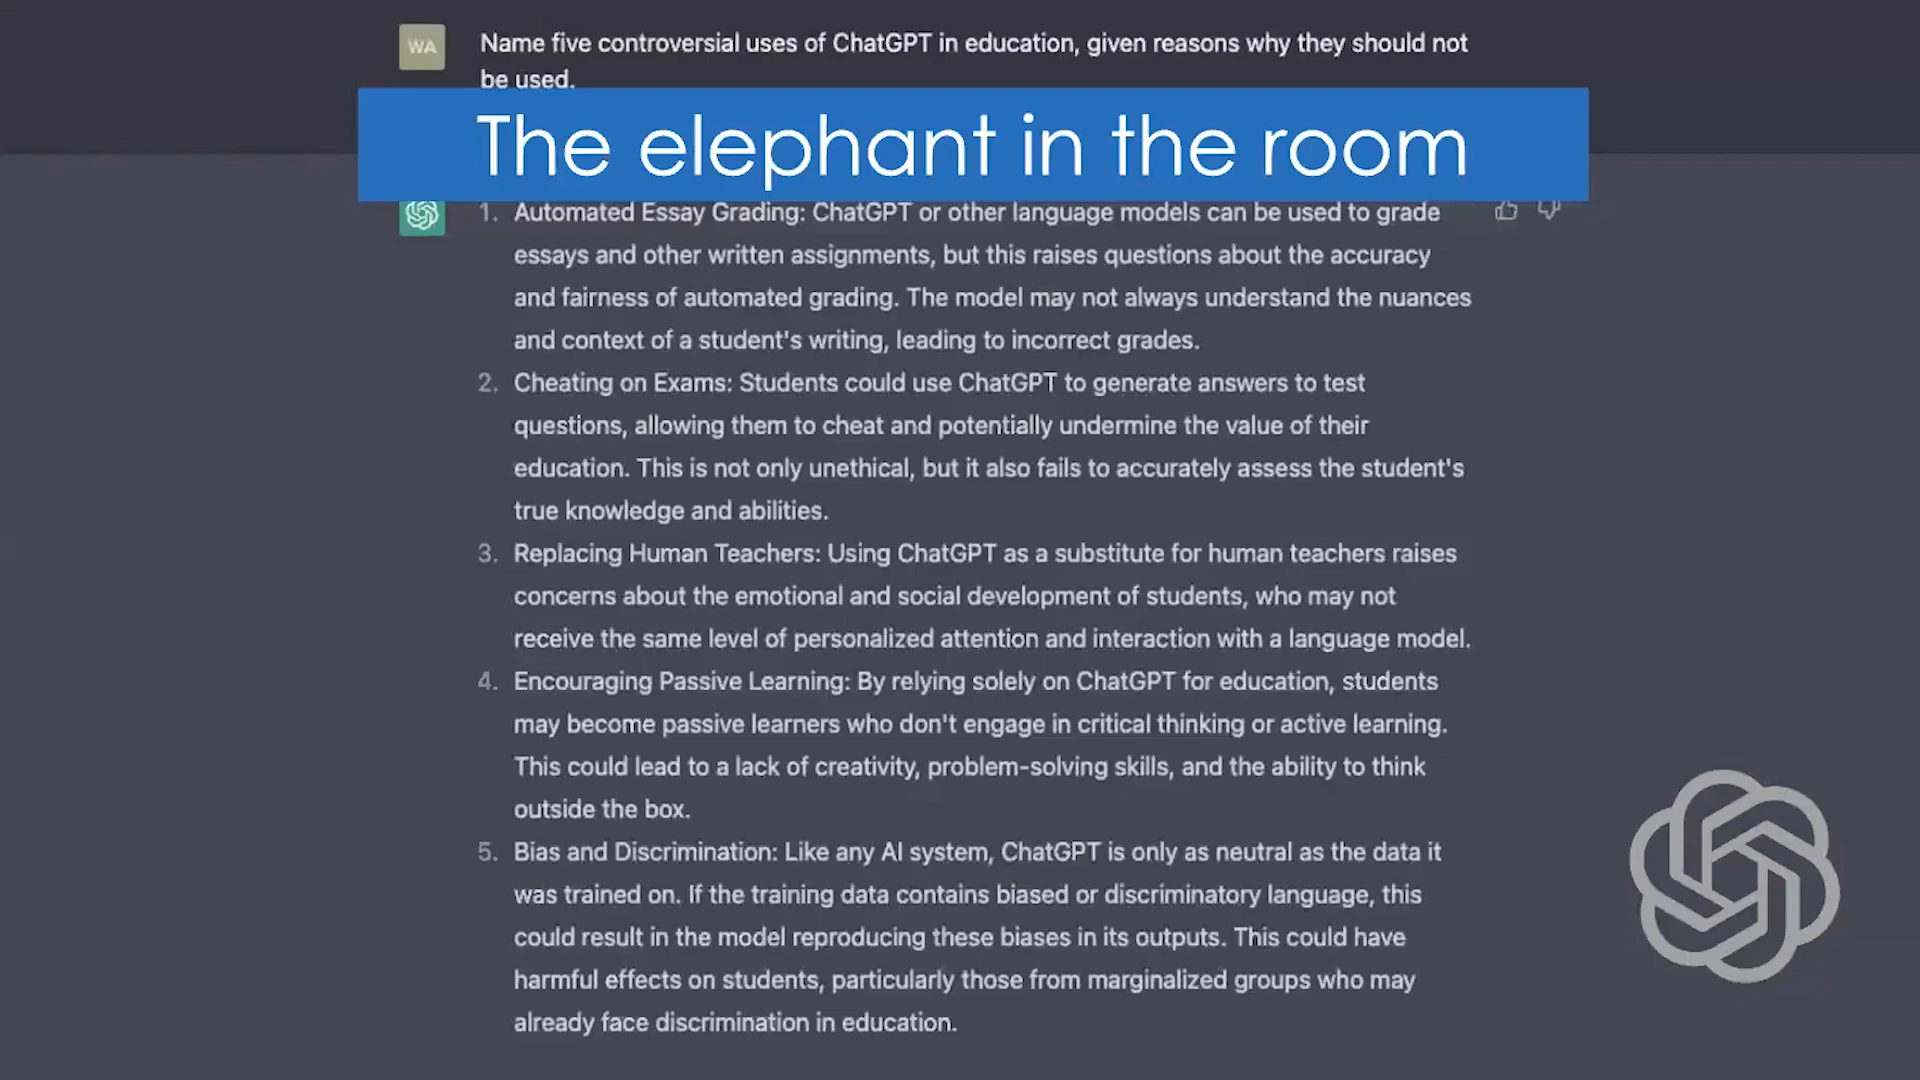 WA
Name five controversial uses of ChatGPT in education, given reasons why they should not
be used.
The elephant in the room
1. Automated Essay Grading: ChatGPT or other language models can be used to grade
essays and other written assignments, but this raises questions about the accuracy
and fairness of automated grading. The model may not always understand the nuances
and context of a student's writing, leading to incorrect grades.
2. Cheating on Exams: Students could use ChatGPT to generate answers to test
questions, allowing them to cheat and potentially undermine the value of their
education. This is not only unethical, but it also fails to accurately assess the student's
true knowledge and abilities.
3. Replacing Human Teachers: Using ChatGPT as a substitute for human teachers raises
concerns about the emotional and social development of students, who may not
receive the same level of personalized attention and interaction with a language model.
4. Encouraging Passive Learning: By relying solely on ChatGPT for education, students
may become passive learners who don't engage in critical thinking or active learning.
This could lead to a lack of creativity, problem-solving skills, and the ability to think
outside the box.
5. Bias and Discrimination: Like any AI system, ChatGPT is only as neutral as the data it
was trained on. If the training data contains biased or discriminatory language, this
could result in the model reproducing these biases in its outputs. This could have
harmful effects on students, particularly those from marginalized groups who may
already face discrimination in education.